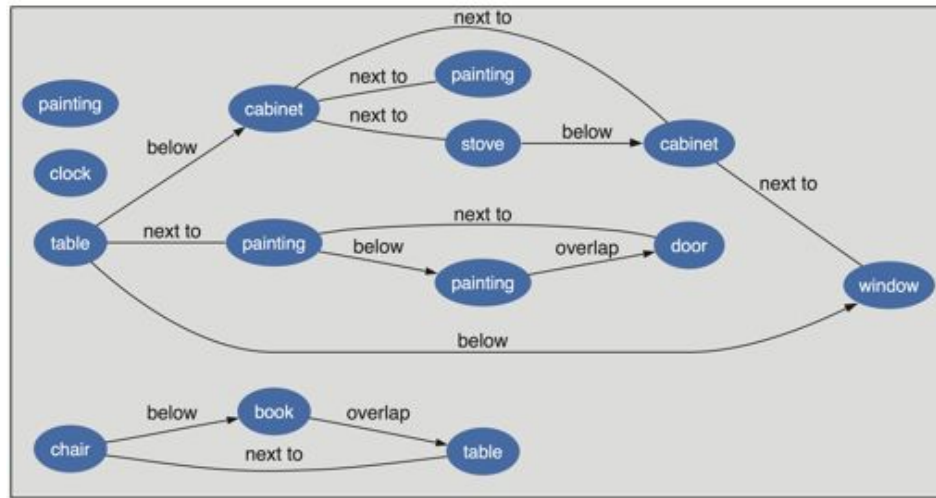 next to
painting
next to
painting
cabinet
next to
below
stove
below
cabinet
clock
next to
next to
table
next to
painting
below
overlap
door
painting
window
below
below
book
overlap
chair
next to
table